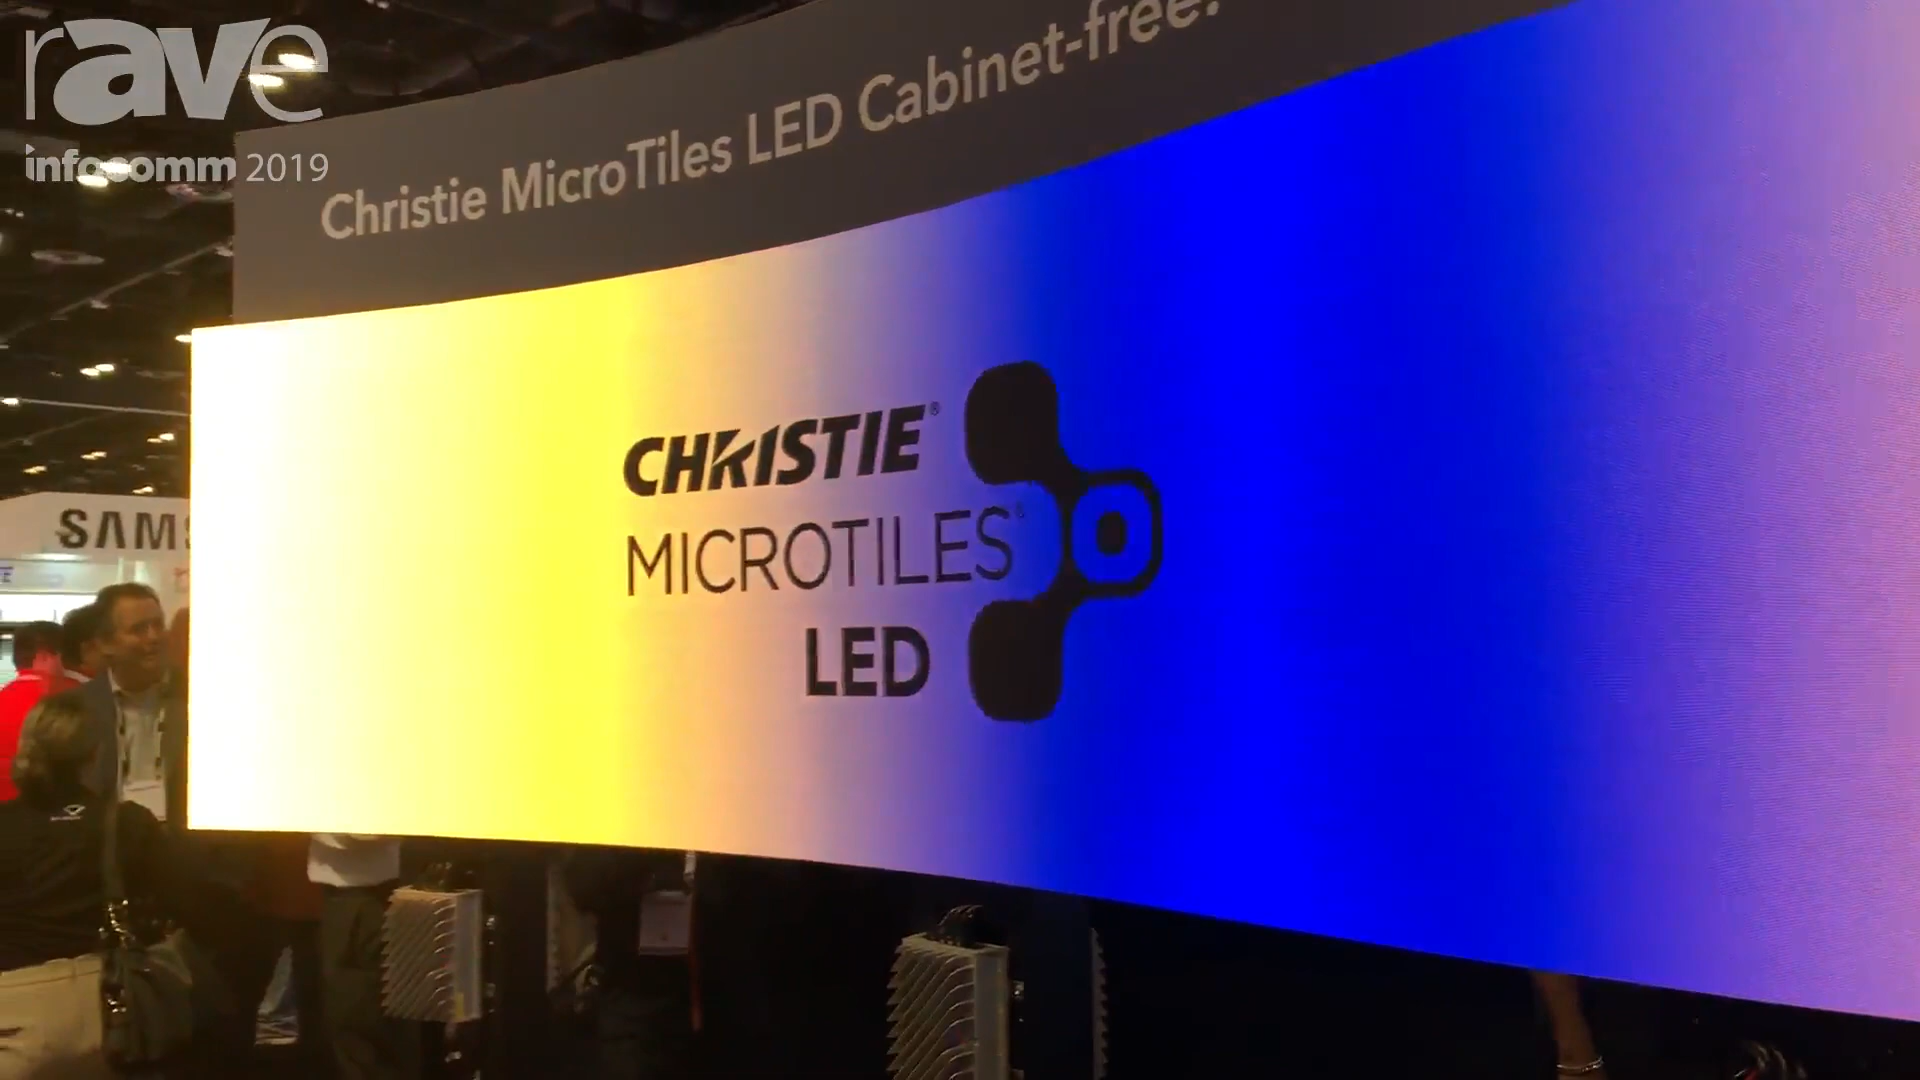 rAVe
infocomm 2019
Christie MicroTiles LED Cabinet-free.
CHRISTIE®
MICROTILES®
LED
SAMS